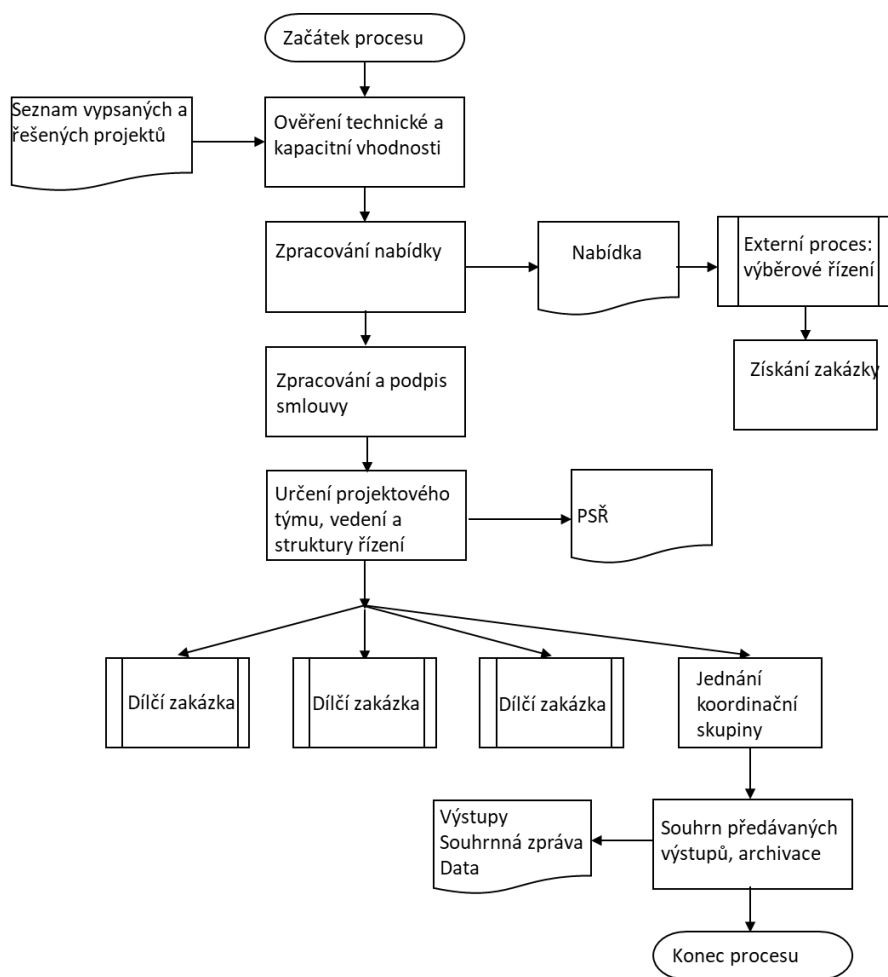 Začátek procesu
Seznam vypsaných a
řešených projektů
Ověření technické a
kapacitní vhodnosti
Zpracování nabídky
Nabídka
Externí proces:
výběrové řízení
Získání zakázky
Zpracování a podpis
smlouvy
Určení projektového
týmu, vedení a
struktury řízení
PSŘ
Dílčí zakázka
Dílčí zakázka
Dílčí zakázka
Jednání
koordinační
skupiny
Výstupy
Souhrnná zpráva
Data
Souhrn předávaných
výstupů, archivace
Konec procesu